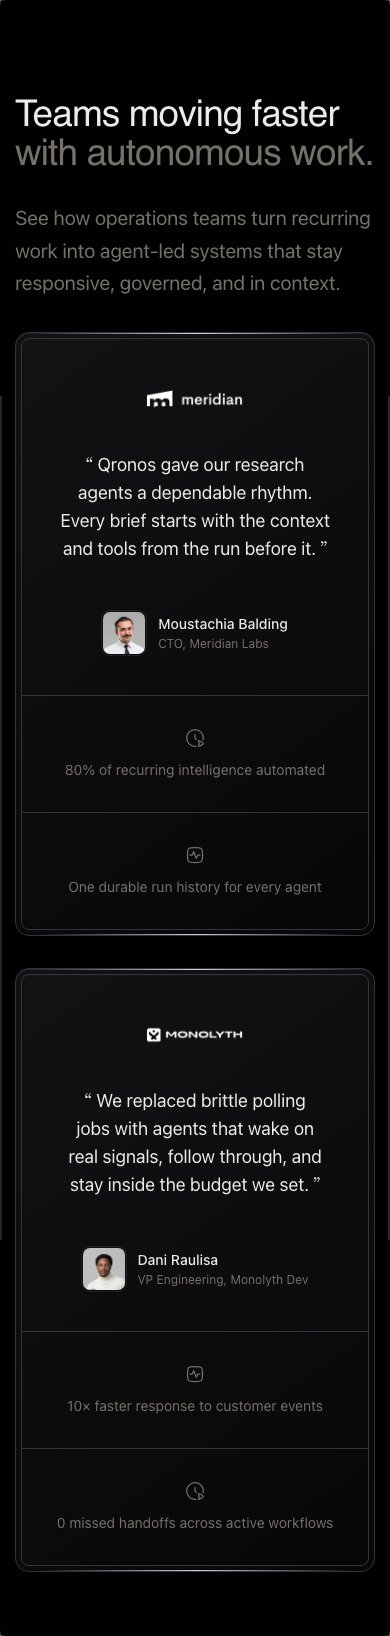 Teams moving faster
with autonomous work.
See how operations teams turn recurring
work into agent-led systems that stay
responsive, governed, and in context.
meridian
“ Qronos gave our research
agents a dependable rhythm.
Every brief starts with the context
and tools from the run before it. ”
Moustachia Balding
CTO, Meridian Labs
80% of recurring intelligence automated
One durable run history for every agent
MONOLYTH
“ We replaced brittle polling
jobs with agents that wake on
real signals, follow through, and
stay inside the budget we set. ”
Dani Raulisa
VP Engineering, Monolyth Dev
10× faster response to customer events
0 missed handoffs across active workflows